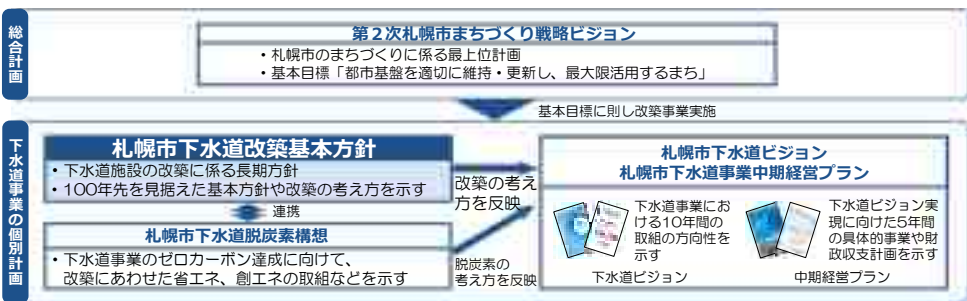 総合計画
第2次札幌市まちづくり戦略ビジョン
・札幌市のまちづくりに係る最上位計画
・基本目標「都市基盤を適切に維持・更新し、最大限活用するまち」
基本目標に則し改築事業実施
下水道事業の個別計画
札幌市下水道改築基本方針
・下水道施設の改築に係る長期方針
・100年先を見据えた基本方針や改築の考え方を示す
連携
札幌市下水道脱炭素構想
・下水道事業のゼロカーボン達成に向けて、
改築にあわせた省エネ、創エネの取組などを示す
改築の考え
方を反映
脱炭素の
考え方を反映
札幌市下水道ビジョン
札幌市下水道事業中期経営プラン
下水道事業にお
ける10年間の
取組の方向性を
示す
下水道ビジョン
下水道ビジョン実
現に向けた5年間
の具体的事業や財
政収支計画を示す
中期経営プラン